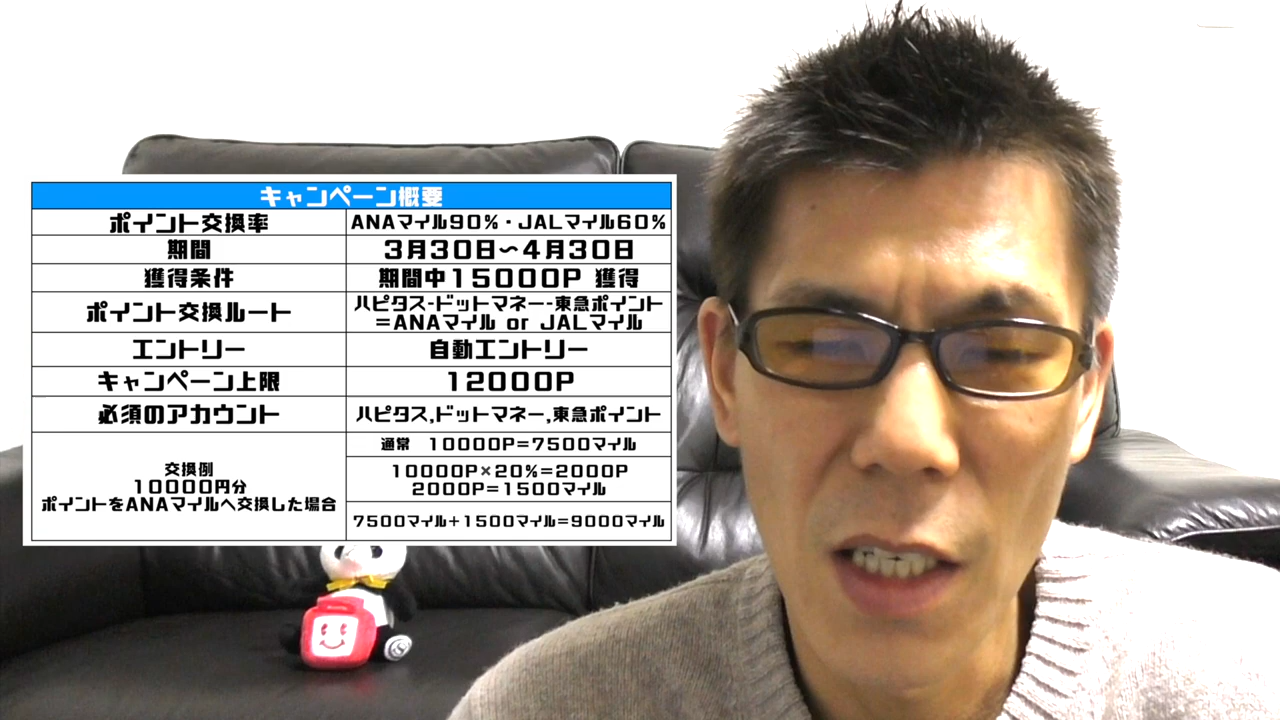 キャンペーン概要
ポイント交換率 ANAマイル90%・JALマイル60%
期間 3月30日~4月30日
獲得条件 期間中15000P 獲得
ポイント交換ルート ハピタス-ドットマネー-東急ポイント
=ANAマイル or JALマイル
エントリー 自動エントリー
キャンペーン上限 12000P
必須のアカウント ハピタス,ドットマネー,東急ポイント
交換例
10000円分
ポイントをANAマイルへ交換した場合
通常 10000P=7500マイル
10000P×20%=2000P
2000P=1500マイル
7500マイル+1500マイル=9000マイル